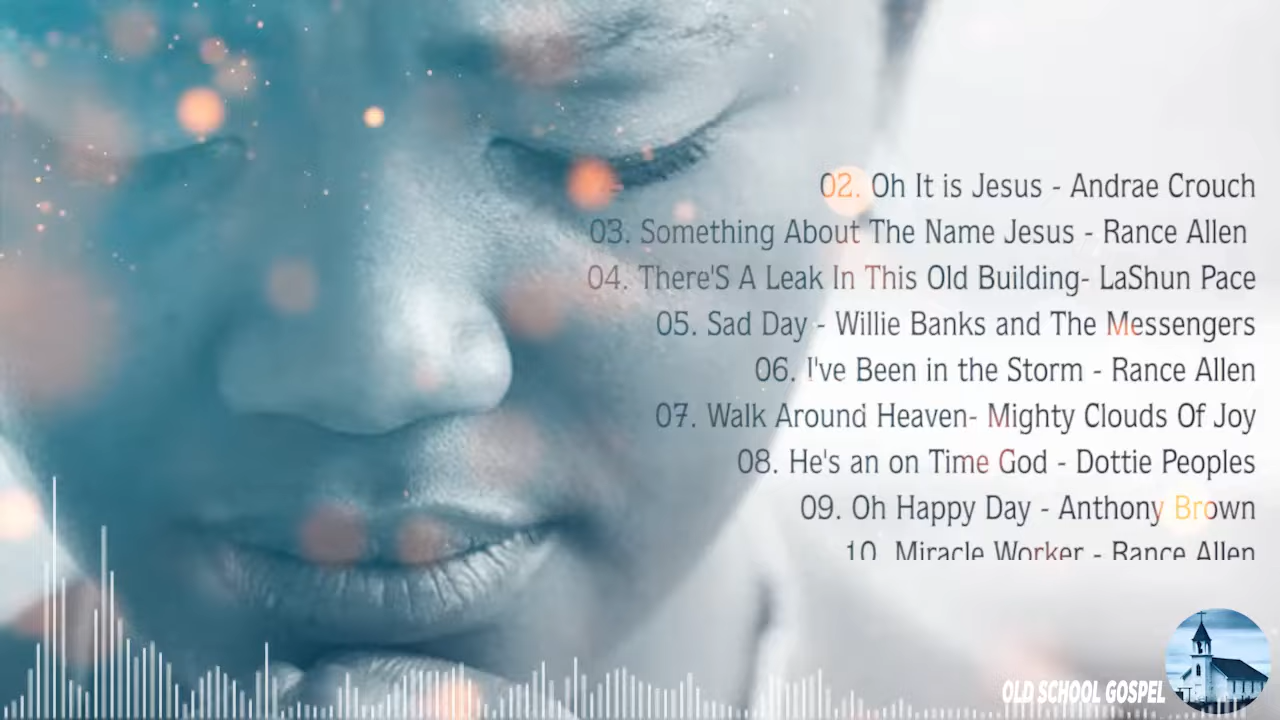 02. Oh It is Jesus - Andrae Crouch
03. Something About The Name Jesus - Rance Allen
04. There'S A Leak In This Old Building- LaShun Pace
05. Sad Day - Willie Banks and The Messengers
06. I've Been in the Storm - Rance Allen
07. Walk Around Heaven- Mighty Clouds Of Joy
08. He's an on Time God - Dottie Peoples
09. Oh Happy Day - Anthony Brown
10. Miracle Worker - Rance Allen
OLD SCHOOL GOSPEL